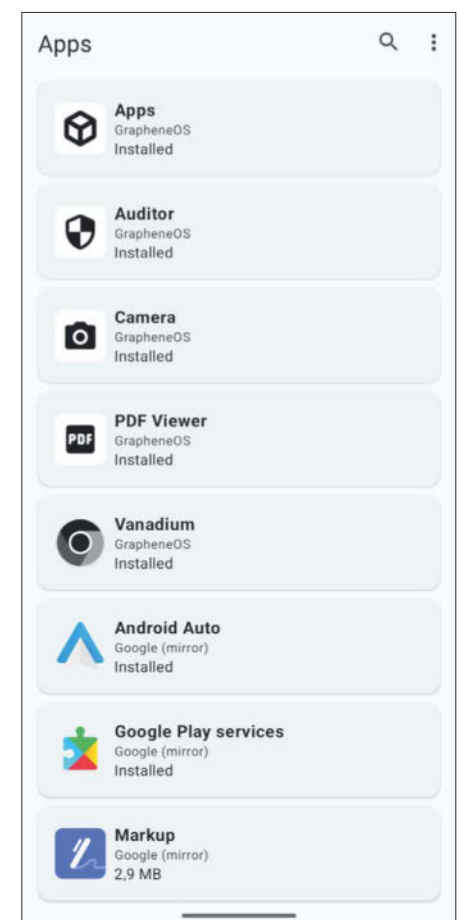 Apps
Apps
GrapheneOS
Installed
Auditor
GrapheneOS
Installed
Camera
GrapheneOS
Installed
PDF
PDF Viewer
GrapheneOS
Installed
Vanadium
GrapheneOS
Installed
Android Auto
Google (mirror)
Installed
Google Play services
Google (mirror)
Installed
Markup
Google (mirror)
2,9 MB